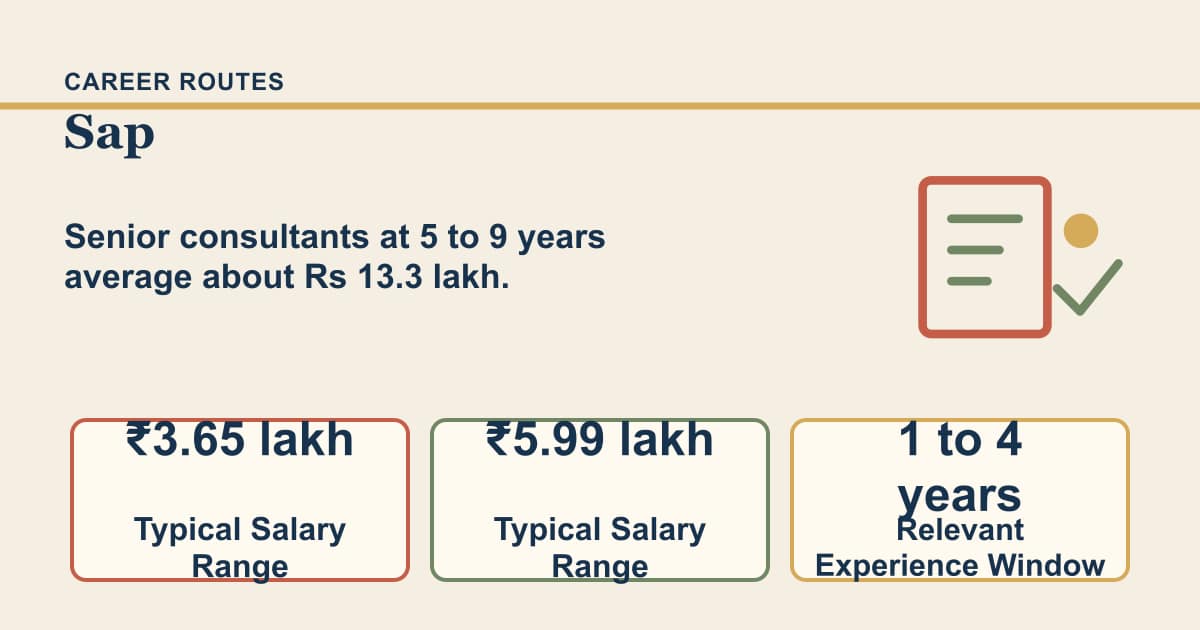 CAREER ROUTES
Sap
Senior consultants at 5 to 9 years
average about Rs 13.3 lakh.
₹3.65 lakh
Typical Salary
Range
₹5.99 lakh
Typical Salary
Range
1 to 4
years
Relevant
Experience Window